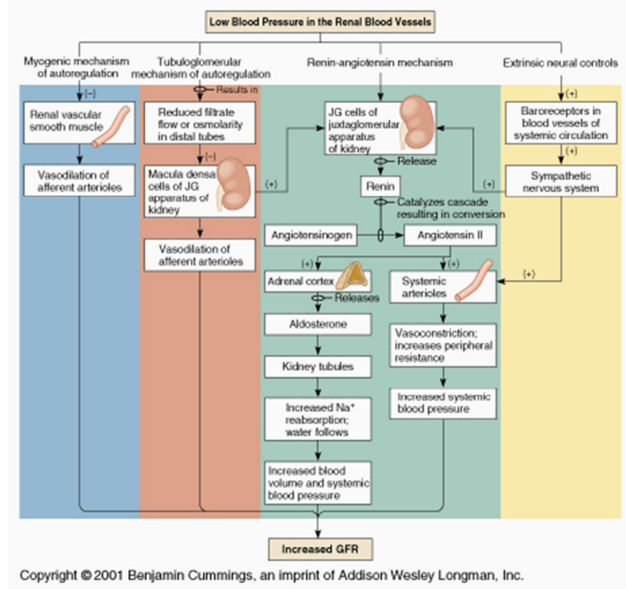 Low Blood Pressure in the Renal Blood Vessels
Myogenic mechanism
of autoregulation
Tubuloglomerular
mechanism of autoregulation
Renin-angiotensin mechanism
Extrinsic neural controls
(–)
Results in
(+)
Renal vascular
smooth muscle
Reduced filtrate
flow or osmolarity
in distal tubes
JG cells of
juxtaglomerular
apparatus
of kidney
Baroreceptors in
blood vessels of
systemic circulation
(–)
Release
(+)
Vasodilation of
afferent arterioles
Macula densa
cells of JG
apparatus of
kidney
(+)
Renin
(+)
Sympathetic
nervous system
Catalyzes cascade
resulting in conversion
Vasodilation of
afferent arterioles
Angiotensinogen
Angiotensin II
(+)
(+)
(+)
Adrenal cortex
Systemic
arterioles
Releases
Aldosterone
Vasoconstriction;
increases peripheral
resistance
Kidney tubules
Increased Na+
reabsorption;
water follows
Increased systemic
blood pressure
Increased blood
volume and systemic
blood pressure
Increased GFR
Copyright © 2001 Benjamin Cummings, an imprint of Addison Wesley Longman, Inc.